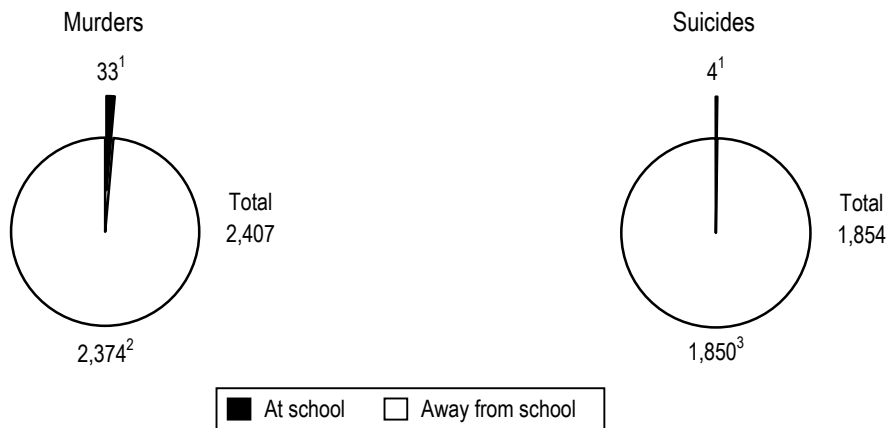 Murders
33¹
Total
2,407
2,374²
Suicides
4¹
Total
1,854
1,850³
At school Away from school